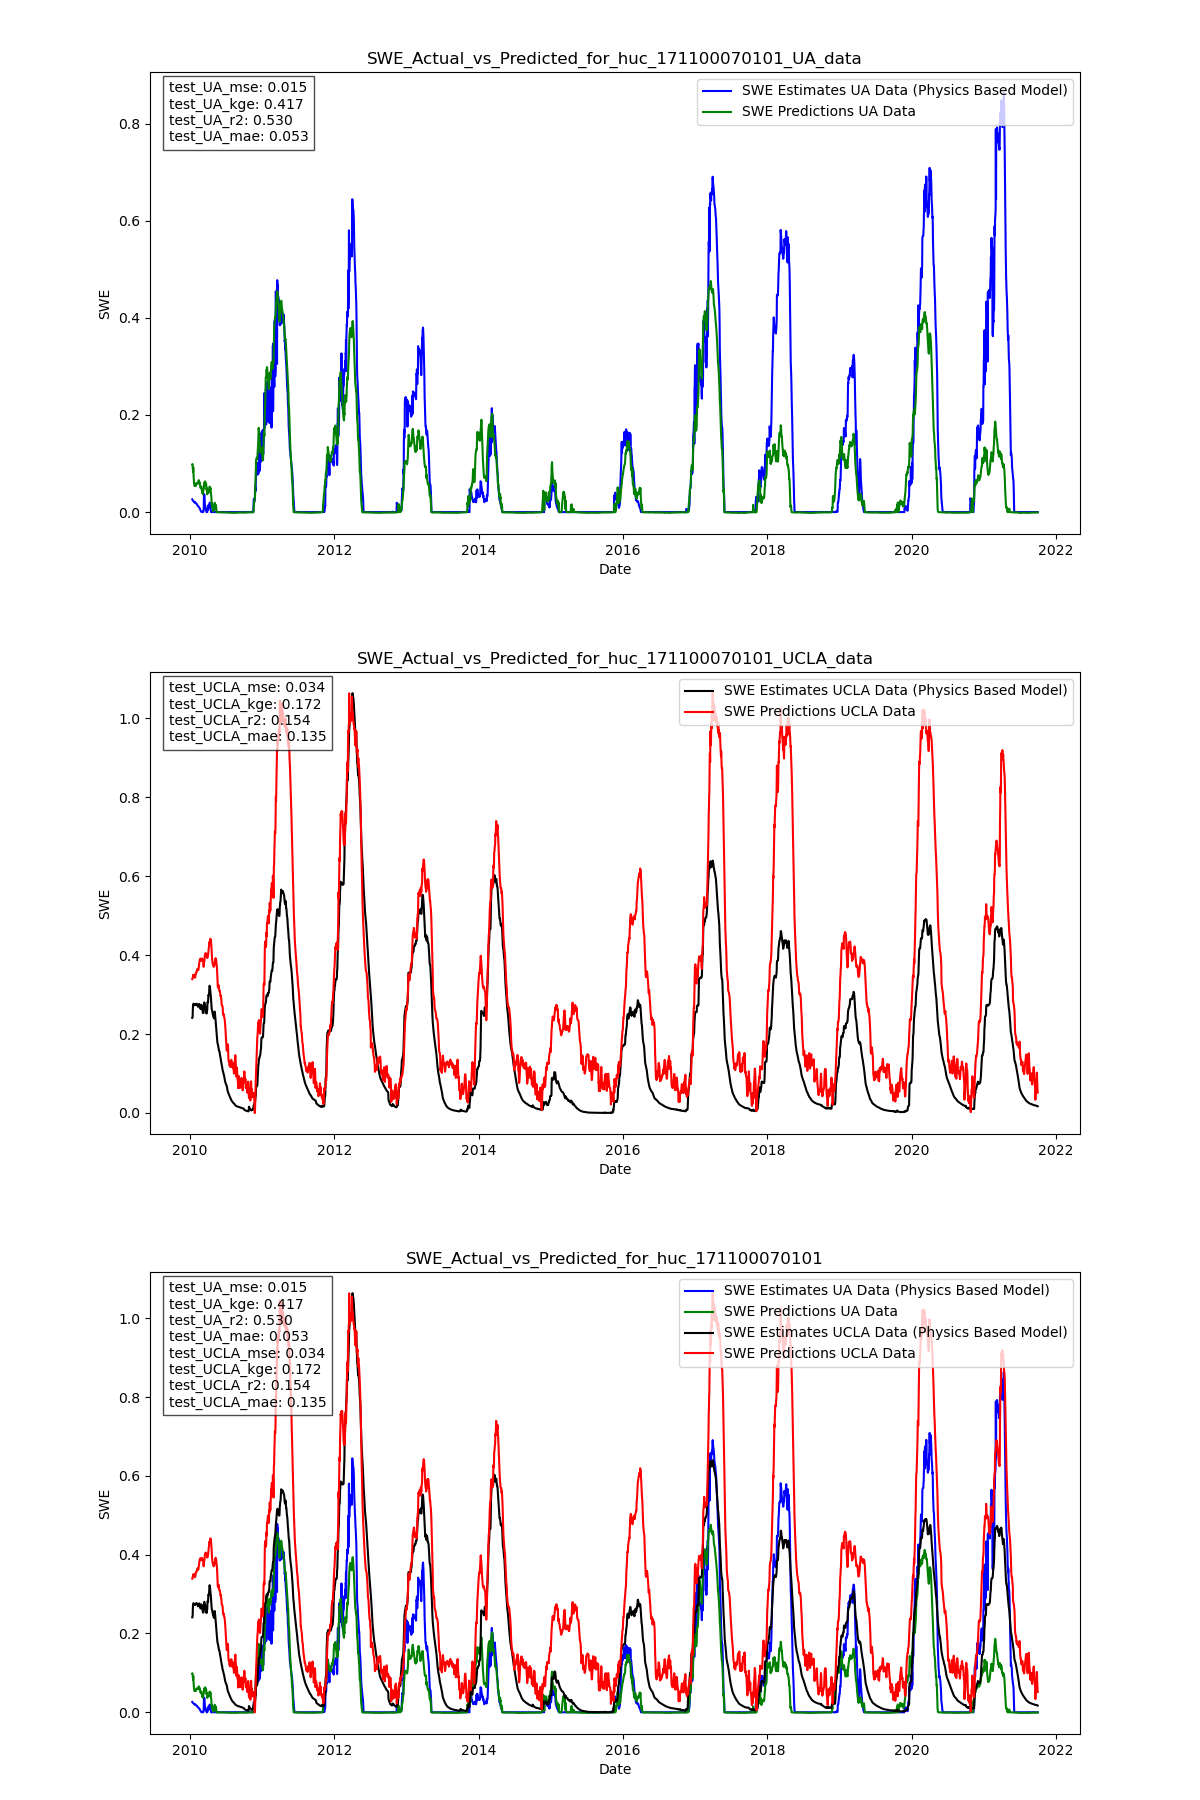 SWE_Actual_vs_Predicted_for_huc_171100070101_UA_data
test_UA_mse: 0.015
test_UA_kge: 0.417
test_UA_r2: 0.530
test_UA_mae: 0.053
SWE Estimates UA Data (Physics Based Model)
SWE Predictions UA Data
0.8
0.6
0.4
0.2
0.0
SWE
2010 2012 2014 2016 2018 2020 2022
Date
SWE_Actual_vs_Predicted_for_huc_171100070101_UCLA_data
test_UCLA_mse: 0.034
test_UCLA_kge: 0.172
test_UCLA_r2: 0.154
test_UCLA_mae: 0.135
SWE Estimates UCLA Data (Physics Based Model)
SWE Predictions UCLA Data
1.0
0.8
0.6
0.4
0.2
0.0
SWE
2010 2012 2014 2016 2018 2020 2022
Date
SWE_Actual_vs_Predicted_for_huc_171100070101
test_UA_mse: 0.015
test_UA_kge: 0.417
test_UA_r2: 0.530
test_UA_mae: 0.053
test_UCLA_mse: 0.034
test_UCLA_kge: 0.172
test_UCLA_r2: 0.154
test_UCLA_mae: 0.135
SWE Estimates UA Data (Physics Based Model)
SWE Predictions UA Data
SWE Estimates UCLA Data (Physics Based Model)
SWE Predictions UCLA Data
1.0
0.8
0.6
0.4
0.2
0.0
SWE
2010 2012 2014 2016 2018 2020 2022
Date